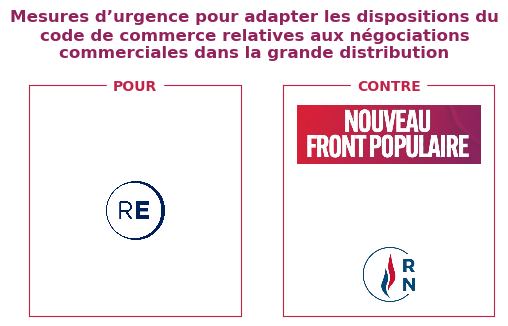 Mesures d’urgence pour adapter les dispositions du
code de commerce relatives aux négociations
commerciales dans la grande distribution
POUR
CONTRE
NOUVEAU
FRONT POPULAIRE
RE
R
N